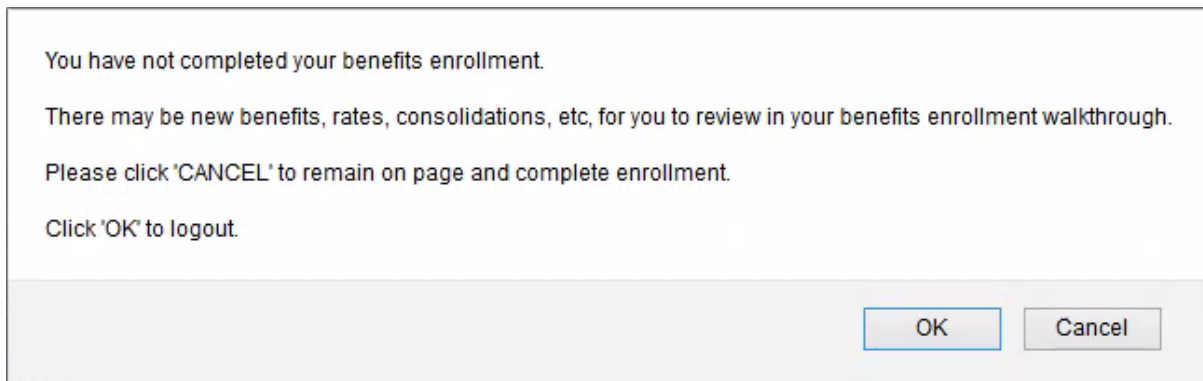 You have not completed your benefits enrollment.
There may be new benefits, rates, consolidations, etc, for you to review in your benefits enrollment walkthrough.
Please click 'CANCEL' to remain on page and complete enrollment.
Click 'OK' to logout.
OK
Cancel